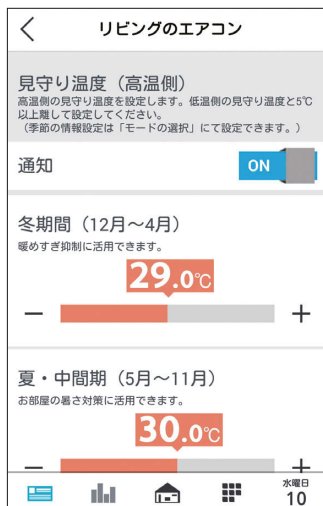 リビングのエアコン
見守り温度（高温側）
高温側の見守り温度を設定します。低温側の見守り温度と5℃
以上離して設定してください。
（季節の情報設定は「モードの選択」にて設定できます。）
通知 ON
冬期間（12月～4月）
暖めすぎ抑制に活用できます。
29.0℃
夏・中間期（5月～11月）
お部屋の暑さ対策に活用できます。
30.0℃
水曜日
10